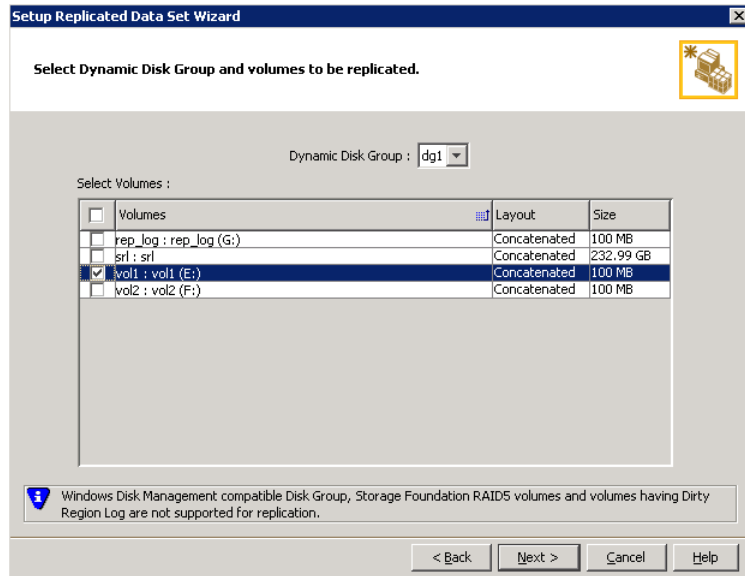 Setup Replicated Data Set Wizard
Select Dynamic Disk Group and volumes to be replicated.
Dynamic Disk Group : dg1
Select Volumes :
Volumes Layout Size
rep_log : rep_log (G:) Concatenated 100 MB
srl : srl Concatenated 232.99 GB
vol1 : vol1 (E:) Concatenated 100 MB
vol2 : vol2 (F:) Concatenated 100 MB
Windows Disk Management compatible Disk Group, Storage Foundation RAID5 volumes and volumes having Dirty
Region Log are not supported for replication.
< Back Next > Cancel Help